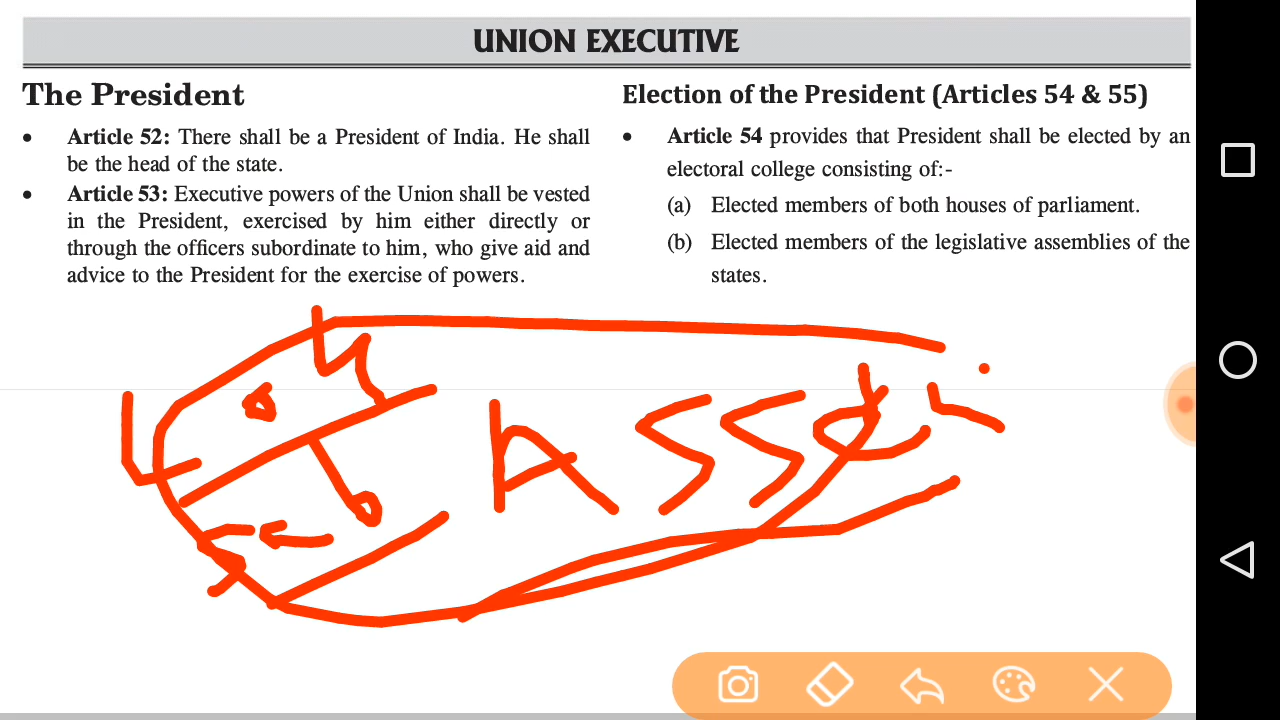 UNION EXECUTIVE
The President
• Article 52: There shall be a President of India. He shall
be the head of the state.
• Article 53: Executive powers of the Union shall be vested
in the President, exercised by him either directly or
through the officers subordinate to him, who give aid and
advice to the President for the exercise of powers.
Election of the President (Articles 54 & 55)
• Article 54 provides that President shall be elected by an
electoral college consisting of:-
(a) Elected members of both houses of parliament.
(b) Elected members of the legislative assemblies of the
states.